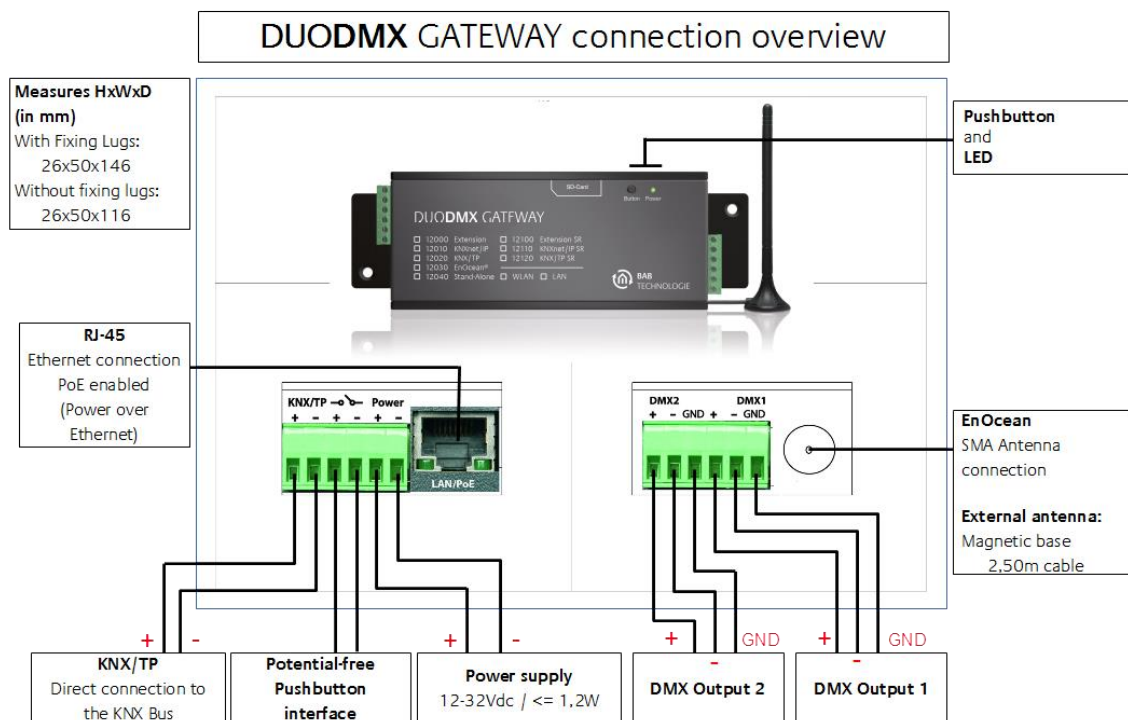 DUODMX GATEWAY connection overview
Measures HxWxD
(in mm)
With Fixing Lugs:
26x50x146
Without fixing lugs:
26x50x116
Pushbutton
and
LED
SD-Card
Button Power
DUODMX GATEWAY
12000 Extension 12100 Extension SR
12010 KNXnet/IP 12110 KNXnet/IP SR
12020 KNX/TP 12120 KNX/TP SR
12030 EnOcean®
12040 Stand-Alone WLAN LAN
BAB
TECHNOLOGIE
RJ-45
Ethernet connection
PoE enabled
(Power over
Ethernet)
KNX/TP Power
+ - + - + -
LAN/PoE
DMX2 DMX1
+ - GND + - GND
EnOcean
SMA Antenna
connection
External antenna:
Magnetic base
2,50m cable
+ -
KNX/TP
Direct connection to
the KNX Bus
Potential-free
Pushbutton
interface
+ -
Power supply
12-32Vdc / <= 1,2W
+ - GND
DMX Output 2
+ - GND
DMX Output 1